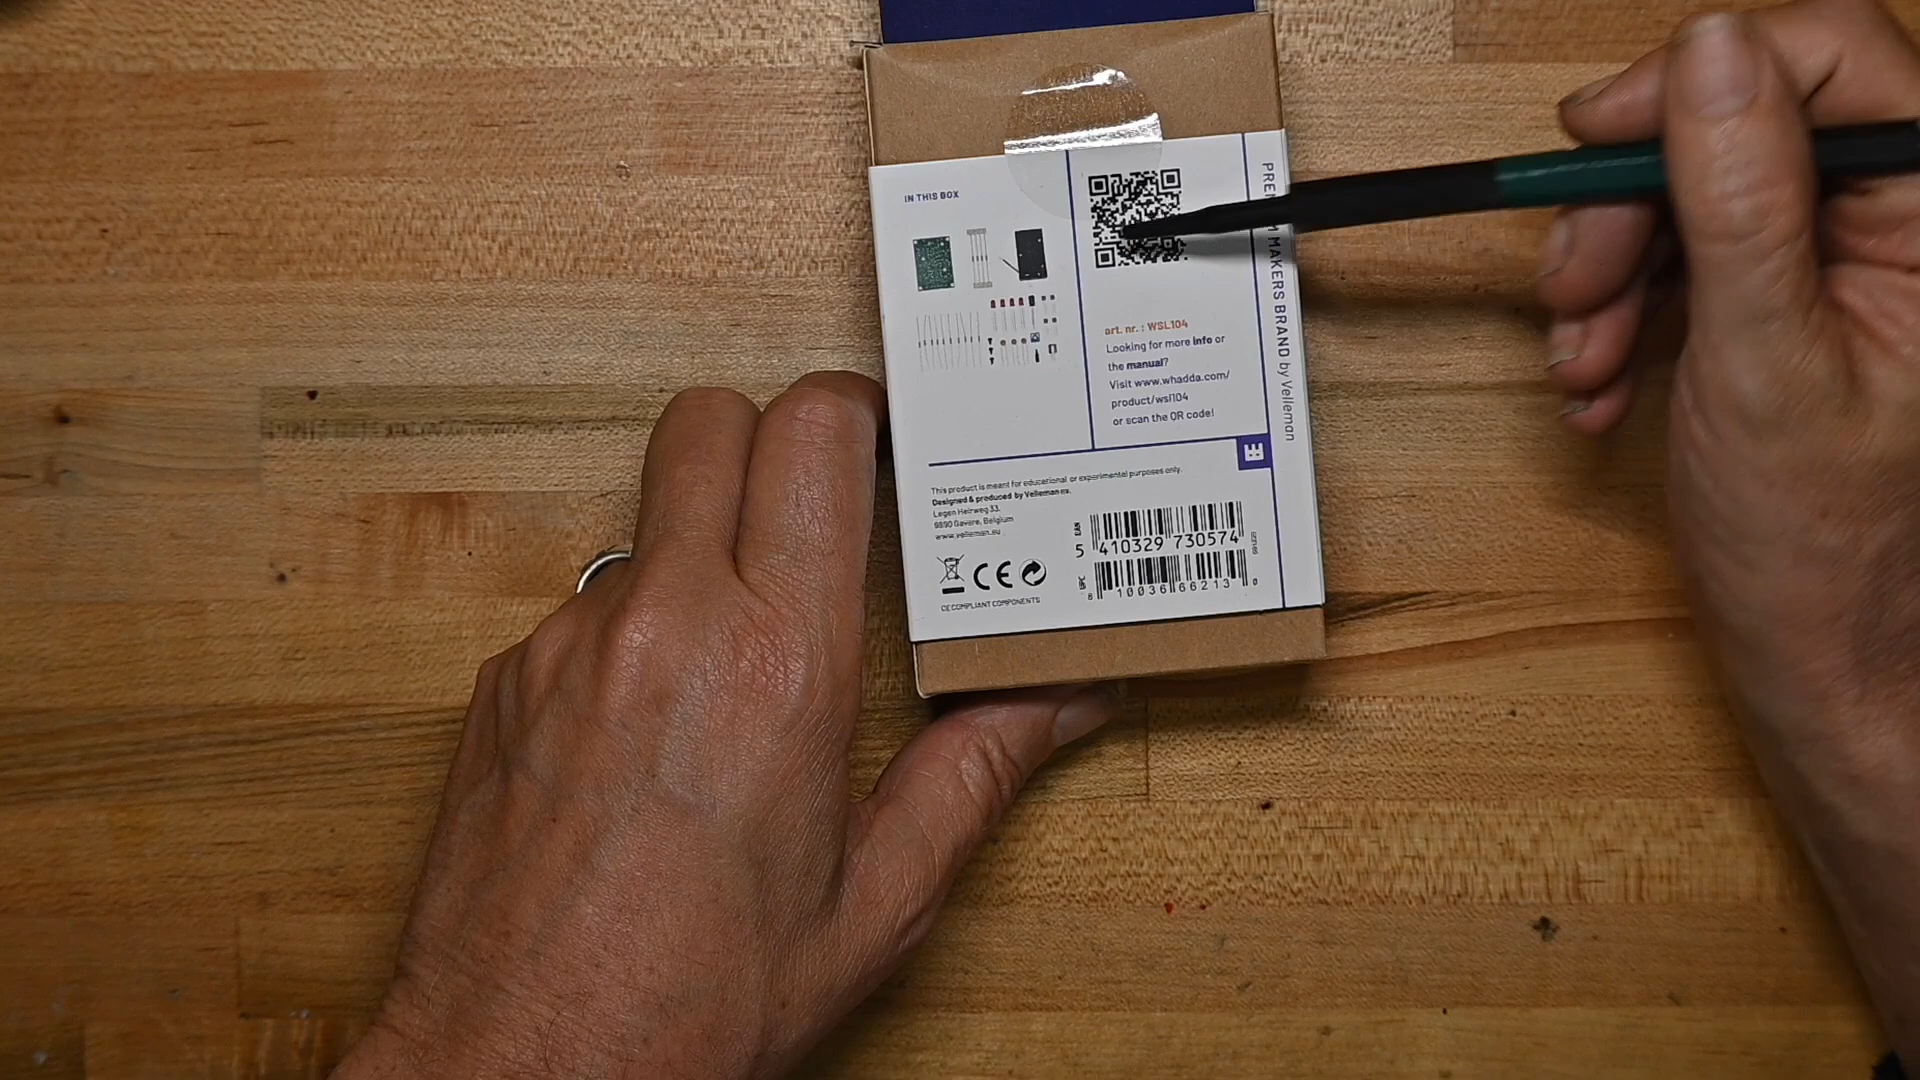 IN THIS BOX
art. nr. : WSL104
Looking for more info or
the manual?
Visit www.whadda.com/
product/wsl104
or scan the QR code!
MAKERS BRAND by Velleman
This product is meant for educational or experimental purposes only.
Designed & produced by Velleman nv.
Legen Heirweg 33,
9890 Gavere, Belgium
www.velleman.eu
CE
CE COMPLIANT COMPONENTS
EAN
5 410329 730574
UPC
8 10036 66213 0